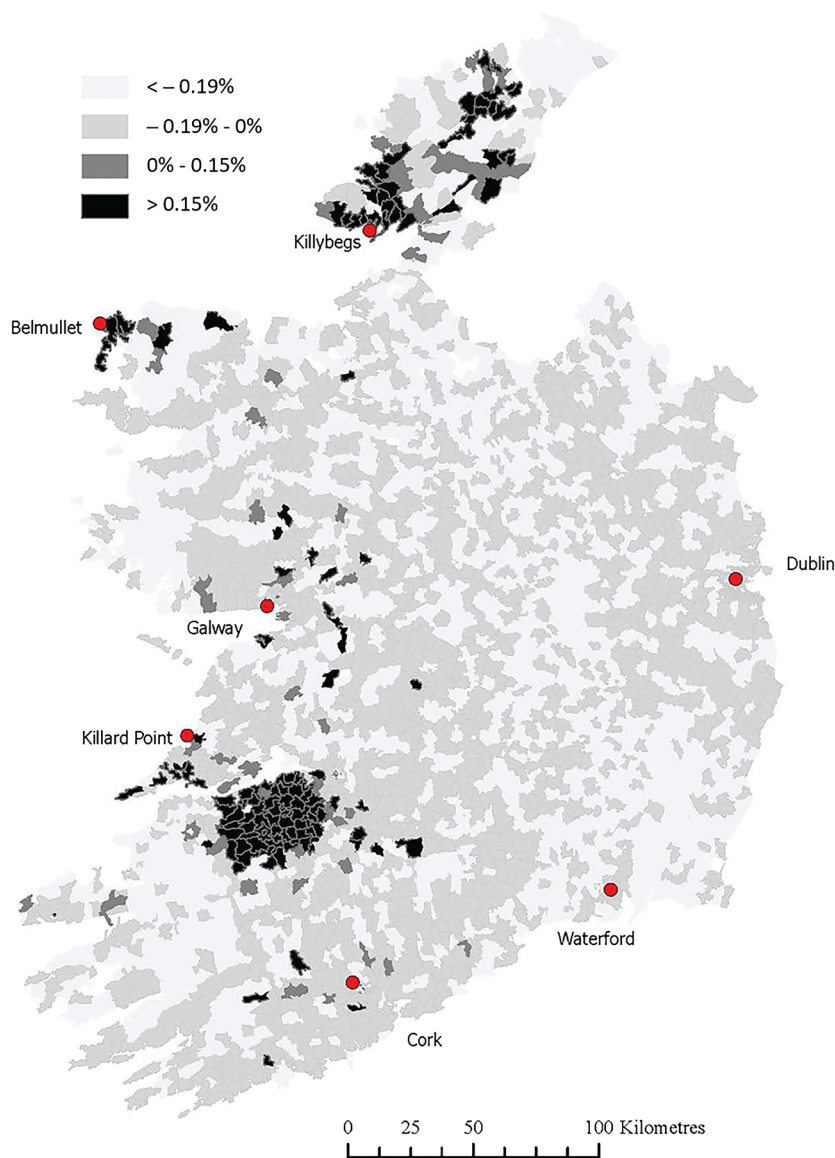 < – 0.19%
– 0.19% - 0%
0% - 0.15%
> 0.15%
Killybegs
Belmullet
Dublin
Galway
Killard Point
Waterford
Cork
0 25 50 100 Kilometres